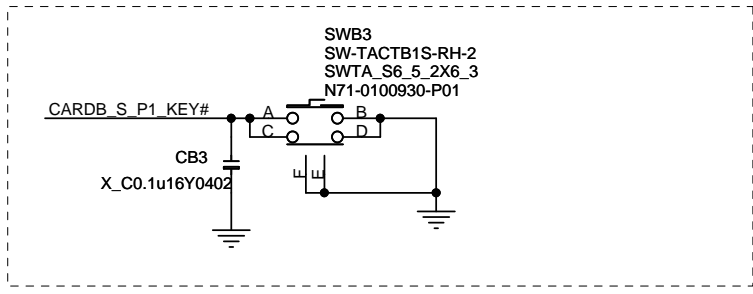 SWB3
SW-TACTB1S-RH-2
SWTA_S6_5_2X6_3
N71-0100930-P01
CARDB_S_P1_KEY#
A B
C D
CB3
X_C0.1u16Y0402
F E